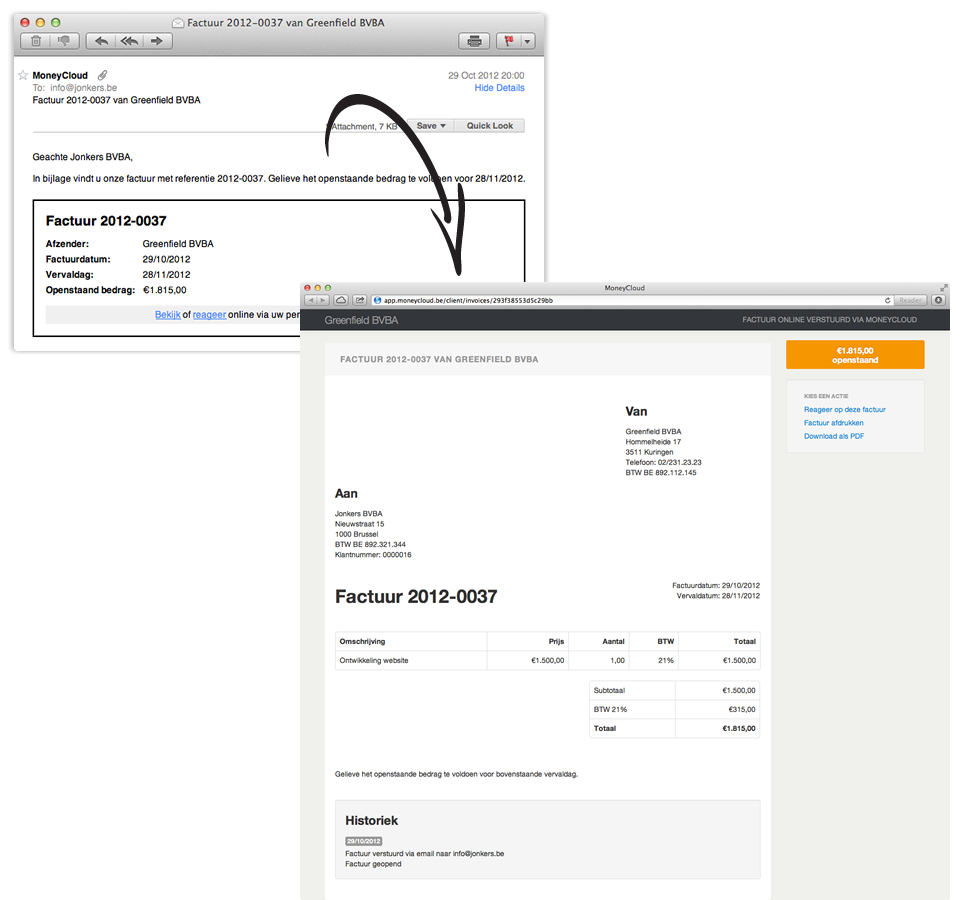 Factuur 2012-0037 van Greenfield BVBA
MoneyCloud
29 Oct 2012 20:00
To: info@jonkers.be
Hide Details
Factuur 2012-0037 van Greenfield BVBA
Attachment, 7 KB
Save
Quick Look
Geachte Jonkers BVBA,
In bijlage vindt u onze factuur met referentie 2012-0037. Gelieve het openstaande bedrag te voldoen voor 28/11/2012.
Factuur 2012-0037
Afzender: Greenfield BVBA
Factuurdatum: 29/10/2012
Vervaldag: 28/11/2012
Openstaand bedrag: €1.815,00
Bekijk of reageer online via uw per
MoneyCloud
app.moneycloud.be/client/invoices/293f38553d5c29bb
Reader
Greenfield BVBA
FACTUUR ONLINE VERSTUURD VIA MONEYCLOUD
FACTUUR 2012-0037 VAN GREENFIELD BVBA
€1.815,00
openstaand
KIES EEN ACTIE
Reageer op deze factuur
Factuur afdrukken
Download als PDF
Van
Greenfield BVBA
Hommelheide 17
3511 Kuringen
Telefoon: 02/231.23.23
BTW BE 892.112.145
Aan
Jonkers BVBA
Nieuwstraat 15
1000 Brussel
BTW BE 892.321.344
Klantnummer: 0000016
Factuur 2012-0037
Factuurdatum: 29/10/2012
Vervaldatum: 28/11/2012
Omschrijving Prijs Aantal BTW Totaal
Ontwikkeling website €1.500,00 1,00 21% €1.500,00
Subtotaal €1.500,00
BTW 21% €315,00
Totaal €1.815,00
Gelieve het openstaande bedrag te voldoen voor bovenstaande vervaldag.
Historiek
29/10/2012
Factuur verstuurd via email naar info@jonkers.be
Factuur geopend